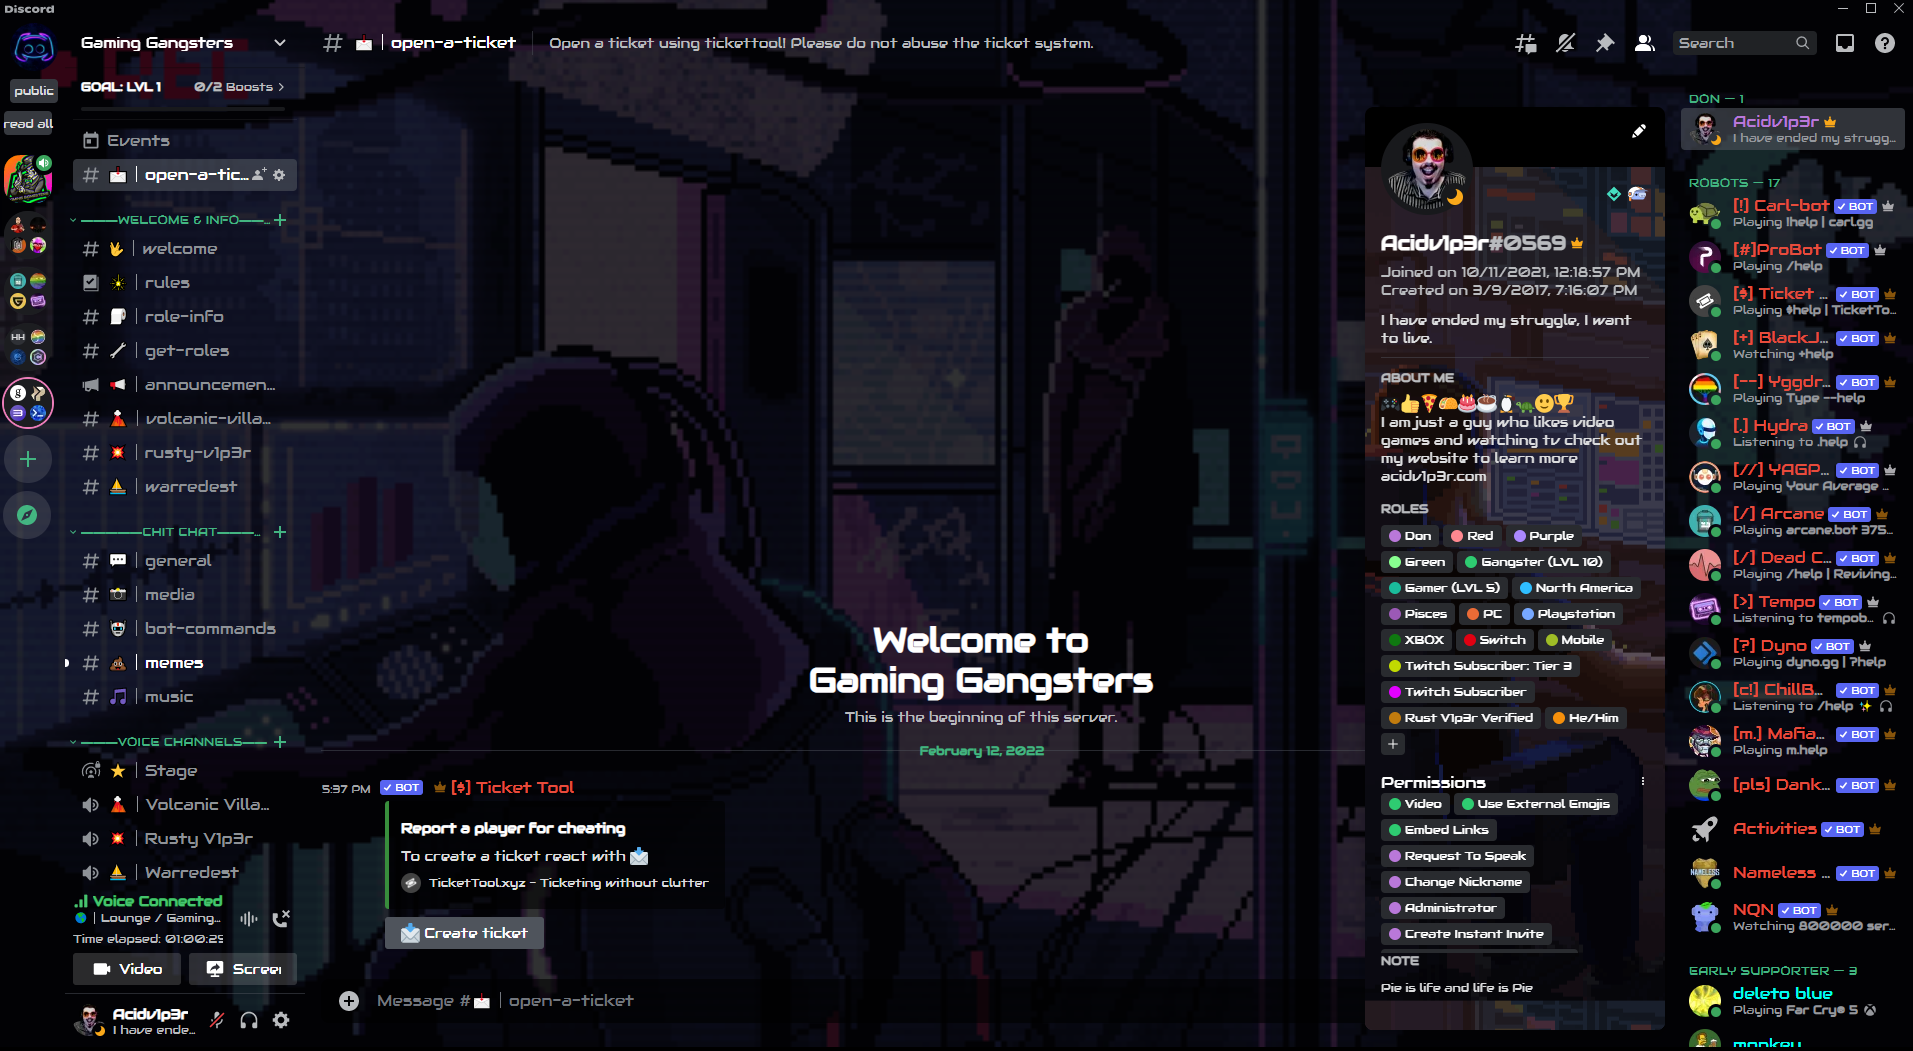 Discord
Gaming Gangsters
open-a-ticket
Open a ticket using tickettool! Please do not abuse the ticket system.
Search
public
read all
GOAL: LVL 1
0/2 Boosts
Events
open-a-tic...
WELCOME & INFO
welcome
rules
role-info
get-roles
announcemen...
volcanic-villa...
rusty-v1p3r
warredest
CHIT CHAT
general
media
bot-commands
memes
music
VOICE CHANNELS
Stage
Volcanic Villa...
Rusty V1p3r
Warredest
Voice Connected
Lounge / Gaming...
Time elapsed: 01:00:29
Video
Screen
Acidv1p3r
I have ende...
Welcome to
Gaming Gangsters
This is the beginning of this server.
February 12, 2022
5:37 PM BOT [$] Ticket Tool
Report a player for cheating
To create a ticket react with 📩
TicketTool.xyz - Ticketing without clutter
Create ticket
Message # 📩 | open-a-ticket
Acidv1p3r#0569
Joined on 10/11/2021, 12:18:57 PM
Created on 3/9/2017, 7:16:07 PM
I have ended my struggle, I want
to live.
ABOUT ME
🎮👍🍕🌮🎂☕🐧🐢🙂🏆
I am just a guy who likes video
games and watching tv check out
my website to learn more
acidv1p3r.com
ROLES
Don Red Purple
Green Gangster (LVL 10)
Gamer (LVL 5) North America
Pisces PC Playstation
XBOX Switch Mobile
Twitch Subscriber: Tier 3
Twitch Subscriber
Rust V1p3r Verified He/Him
Permissions
Video Use External Emojis
Embed Links
Request To Speak
Change Nickname
Administrator
Create Instant Invite
NOTE
Pie is life and life is Pie
DON — 1
Acidv1p3r
I have ended my strugg...
ROBOTS — 17
[!] Carl-bot BOT
Playing !help | carl.gg
[#]ProBot BOT
Playing /help
[$] Ticket ... BOT
Playing $help | TicketTo...
[+] BlackJ... BOT
Watching +help
[--] Yggdr... BOT
Playing Type --help
[.] Hydra BOT
Listening to .help
[//] YAGP... BOT
Playing Your Average ...
[/] Arcane BOT
Playing arcane.bot 375...
[/] Dead C... BOT
Playing /help | Reviving...
[>] Tempo BOT
Listening to tempob...
[?] Dyno BOT
Playing dyno.gg | ?help
[c!] ChillB... BOT
Listening to /help ✨
[m.] Mafia... BOT
Playing m.help
[pls] Dank... BOT
Activities BOT
Nameless ... BOT
NQN BOT
Watching 800000 ser...
EARLY SUPPORTER — 3
deleto blue
Playing Far Cry® 5
monkey